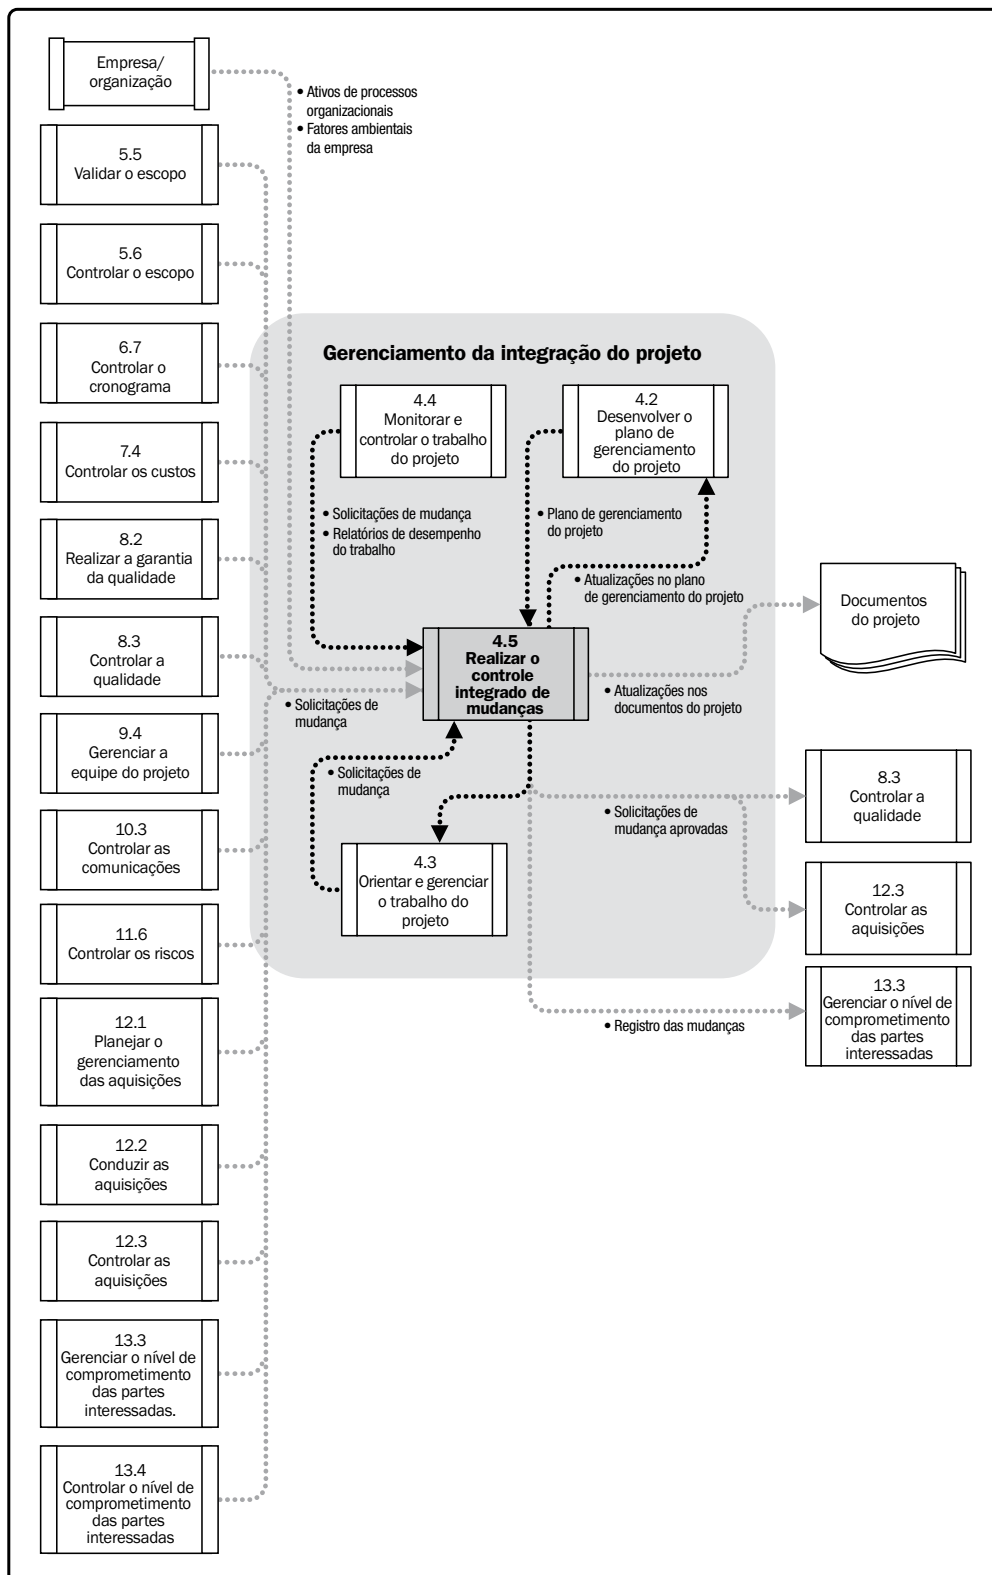 Empresa/
organização
• Ativos de processos
organizacionais
• Fatores ambientais
da empresa
5.5
Validar o escopo
5.6
Controlar o escopo
6.7
Controlar o
cronograma
7.4
Controlar os custos
8.2
Realizar a garantia
da qualidade
8.3
Controlar a
qualidade
9.4
Gerenciar a
equipe do projeto
10.3
Controlar as
comunicações
11.6
Controlar os riscos
12.1
Planejar o
gerenciamento
das aquisições
12.2
Conduzir as
aquisições
12.3
Controlar as
aquisições
13.3
Gerenciar o nível de
comprometimento
das partes
interessadas.
13.4
Controlar o nível de
comprometimento
das partes
interessadas
• Solicitações de
mudança
Gerenciamento da integração do projeto
4.4
Monitorar e
controlar o trabalho
do projeto
4.2
Desenvolver o
plano de
gerenciamento
do projeto
• Solicitações de mudança
• Relatórios de desempenho
do trabalho
• Plano de gerenciamento
do projeto
• Atualizações no plano
de gerenciamento do projeto
4.5
Realizar o
controle
integrado de
mudanças
• Solicitações de
mudança
4.3
Orientar e gerenciar
o trabalho do
projeto
• Atualizações nos
documentos do projeto
• Solicitações de
mudança aprovadas
• Registro das mudanças
Documentos
do projeto
8.3
Controlar a
qualidade
12.3
Controlar as
aquisições
13.3
Gerenciar o nível de
comprometimento
das partes
interessadas